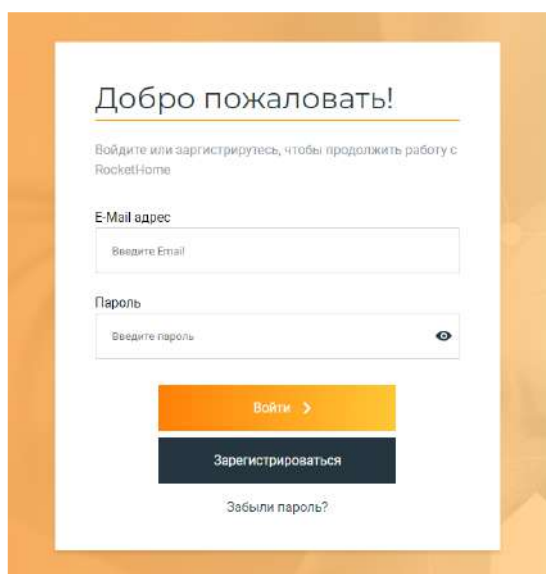 Добро пожаловать!
Войдите или заргистрирутесь, чтобы продолжить работу с
RocketHome
E-Mail адрес
Введите Email
Пароль
Введите пароль
Войти
Зарегистрироваться
Забыли пароль?